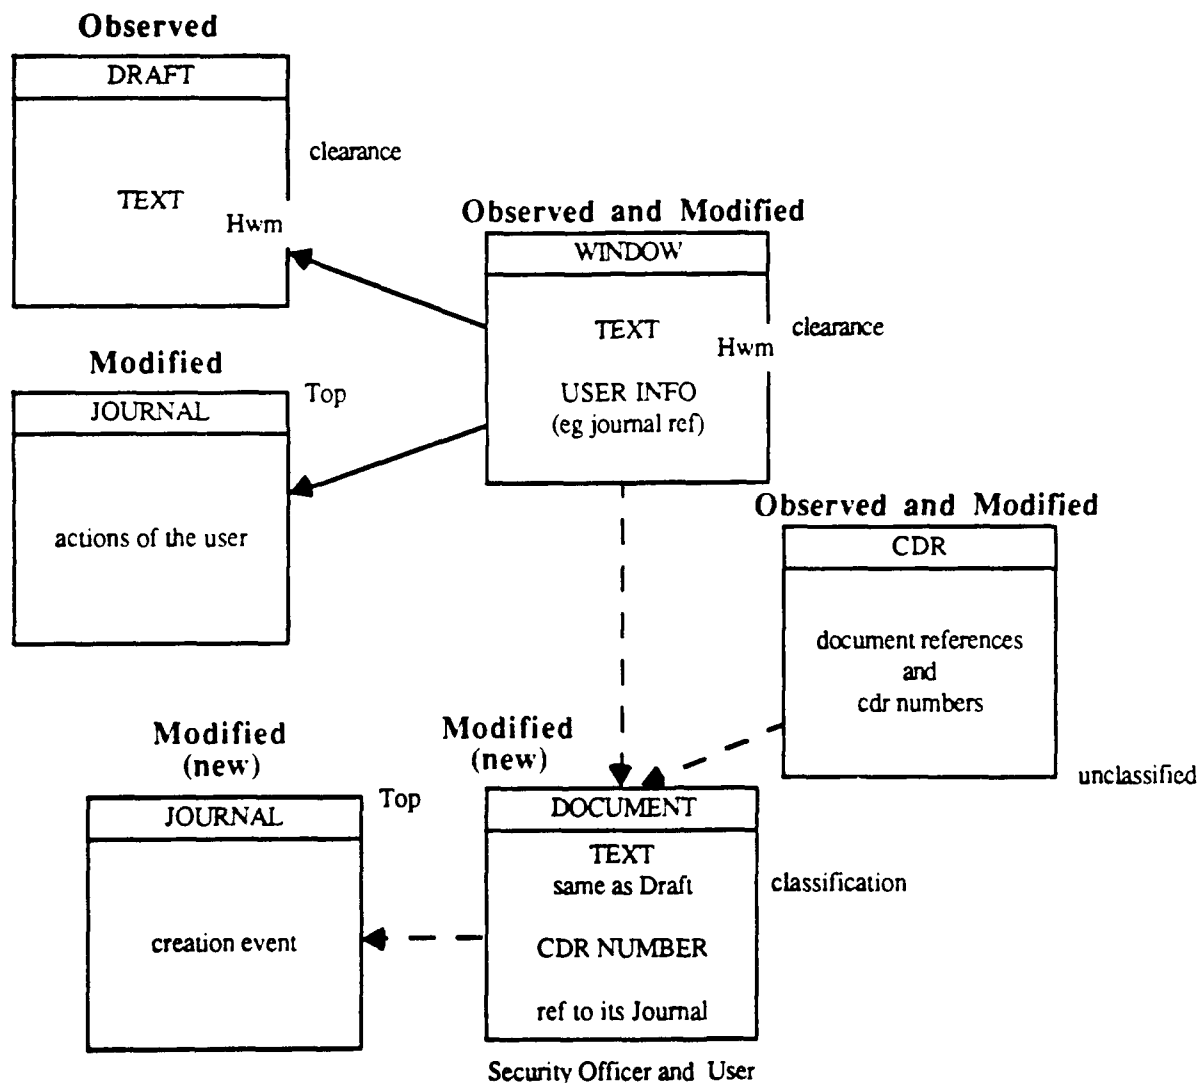 Observed
DRAFT
clearance
TEXT
Hwm
Observed and Modified
WINDOW
TEXT
clearance
Hwm
USER INFO
(eg journal ref)
Modified
Top
JOURNAL
actions of the user
Observed and Modified
CDR
document references
and
cdr numbers
unclassified
Modified
(new)
Top
JOURNAL
creation event
Modified
(new)
DOCUMENT
TEXT
same as Draft
classification
CDR NUMBER
ref to its Journal
Security Officer and User